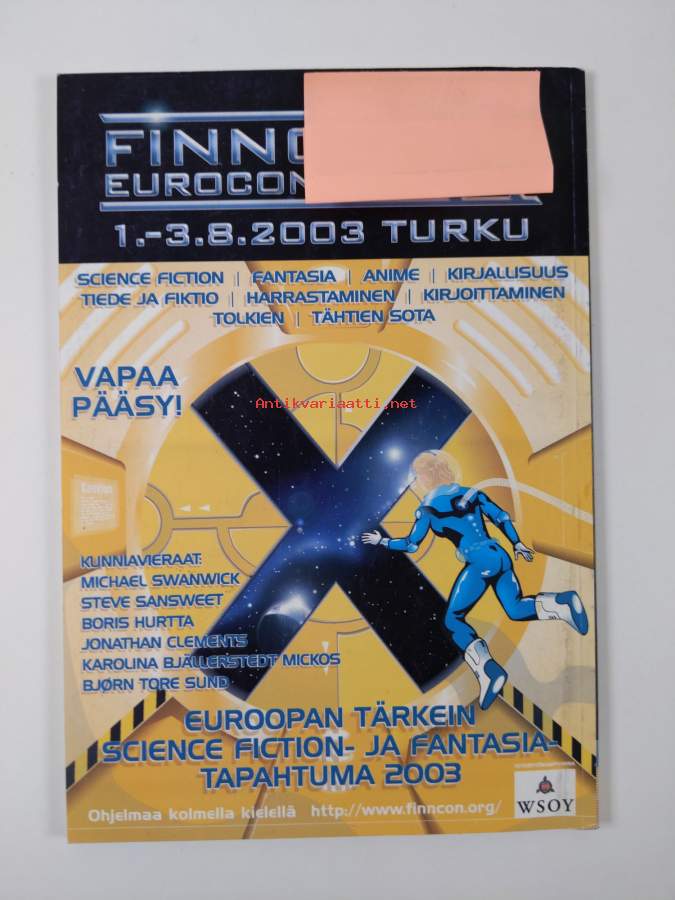 FINNC
EUROCON
1.-3.8.2003 TURKU
SCIENCE FICTION | FANTASIA | ANIME | KIRJALLISUUS
TIEDE JA FIKTIO | HARRASTAMINEN | KIRJOITTAMINEN
TOLKIEN | TÄHTIEN SOTA
VAPAA
PÄÄSY!
Antikvariaatti.net
KUNNIAVIERAAT:
MICHAEL SWANWICK
STEVE SANSWEET
BORIS HURTTA
JONATHAN CLEMENTS
KAROLINA BJÄLLERSTEDT MICKOS
BJØRN TORE SUND
EUROOPAN TÄRKEIN
SCIENCE FICTION- JA FANTASIA-
TAPAHTUMA 2003
WSOY
Ohjelmaa kolmella kielellä http://www.finncon.org/